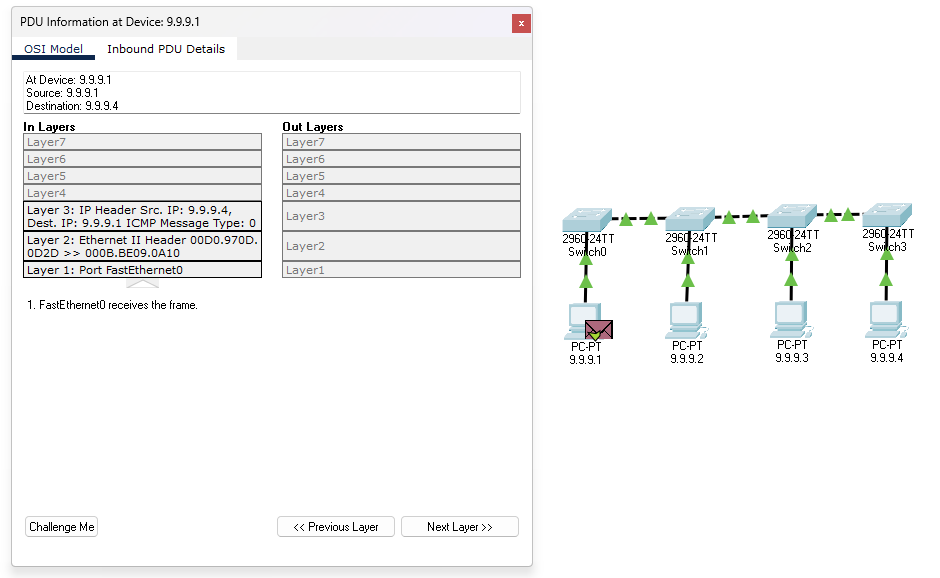 PDU Information at Device: 9.9.9.1
x
OSI Model
Inbound PDU Details
At Device: 9.9.9.1
Source: 9.9.9.1
Destination: 9.9.9.4
In Layers
Layer7
Layer6
Layer5
Layer4
Layer 3: IP Header Src. IP: 9.9.9.4,
Dest. IP: 9.9.9.1 ICMP Message Type: 0
Layer 2: Ethernet II Header 00D0.970D.
0D2D >> 000B.BE09.0A10
Layer 1: Port FastEthernet0
Out Layers
Layer7
Layer6
Layer5
Layer4
Layer3
Layer2
Layer1
1. FastEthernet0 receives the frame.
Challenge Me
<< Previous Layer
Next Layer >>
2960-24TT
Switch0
2960-24TT
Switch1
2960-24TT
Switch2
2960-24TT
Switch3
PC-PT
9.9.9.1
PC-PT
9.9.9.2
PC-PT
9.9.9.3
PC-PT
9.9.9.4